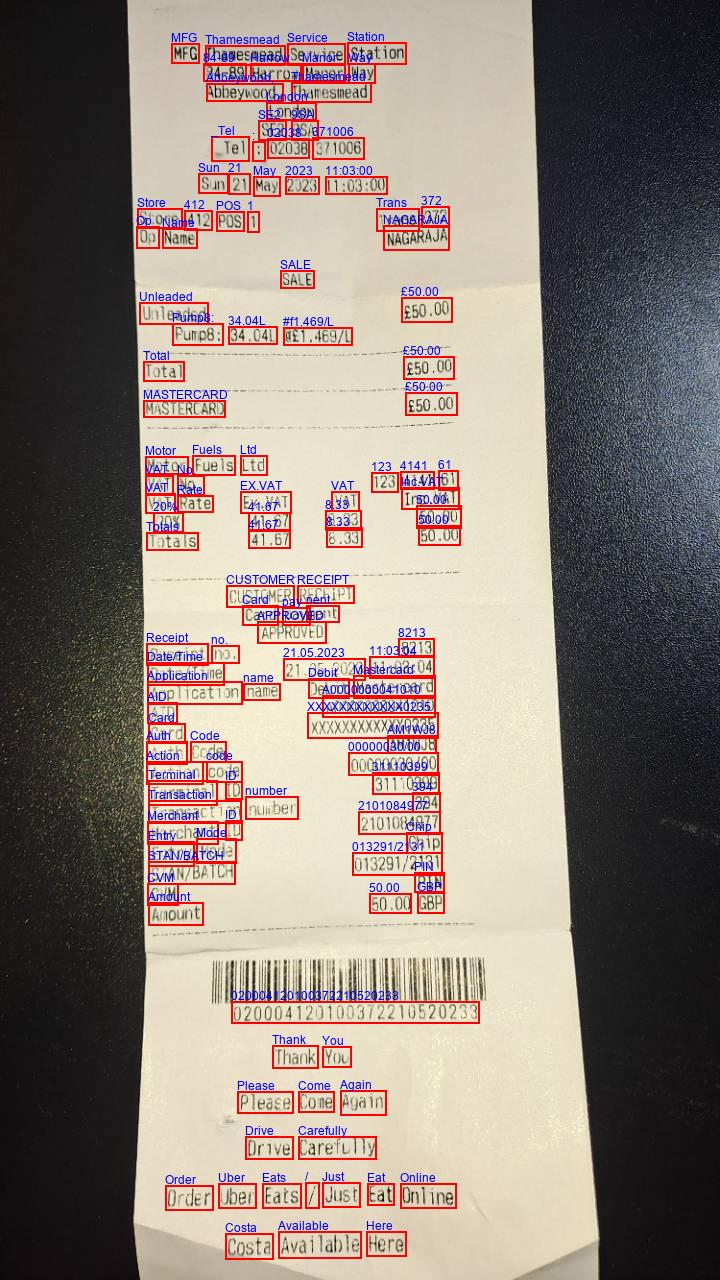 MFG Thamesmead Service Station
84-89 Harrow Manor Way
Abbeywood Thamesmead
London
SE2 9SA
Tel : 02038 371006
Sun 21 May 2023 11:03:00
Store 412 POS 1 Trans 372
Op Name NAGARAJA
SALE
Unleaded £50.00
Pump8: 34.04L @£1.469/L
Total £50.00
MASTERCARD £50.00
Motor Fuels Ltd
VAT No 123 4141 61
VAT Rate Ex.VAT VAT Inc.VAT
20% 41.67 8.33 50.00
Totals 41.67 8.33 50.00
CUSTOMER RECEIPT
Card payment
APPROVED
Receipt no. 8213
Date/Time 21.05.2023 11:03:04
Application name Debit Mastercard
AID A0000000041010
Card XXXXXXXXXXXX0235
Auth Code AM1WJ8
Action code 00000030/00
Terminal ID 31110399
Transaction number 394
Merchant ID 2101084977
Entry Mode Chip
STAN/BATCH 013291/2131
CVM PIN
Amount 50.00 GBP
020004120100372210520233
Thank You
Please Come Again
Drive Carefully
Order Uber Eats / Just Eat Online
Costa Available Here